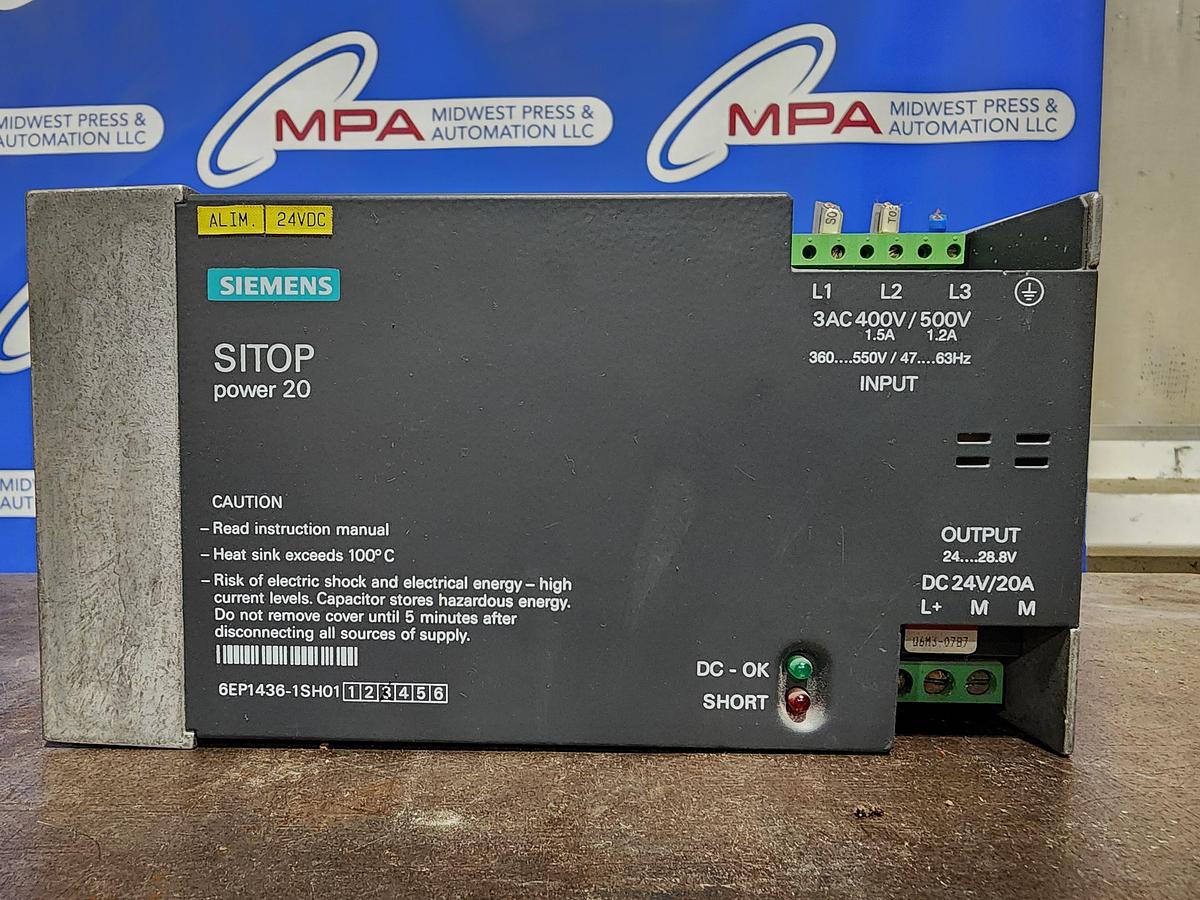 MPA MIDWEST PRESS &
AUTOMATION LLC
MPA MIDWEST PRESS &
AUTOMATION LLC
MIDWEST PRESS &
AUTOMATION LLC
MID
AUT
ALIM. 24VDC
SIEMENS
SITOP
power 20
L1 L2 L3
3AC 400V / 500V
1.5A 1.2A
360....550V / 47....63Hz
INPUT
CAUTION
– Read instruction manual
– Heat sink exceeds 100°C
– Risk of electric shock and electrical energy – high
current levels. Capacitor stores hazardous energy.
Do not remove cover until 5 minutes after
disconnecting all sources of supply.
6EP1436-1SH01 1 2 3 4 5 6
OUTPUT
24....28.8V
DC 24V/20A
L+ M M
DC - OK
SHORT